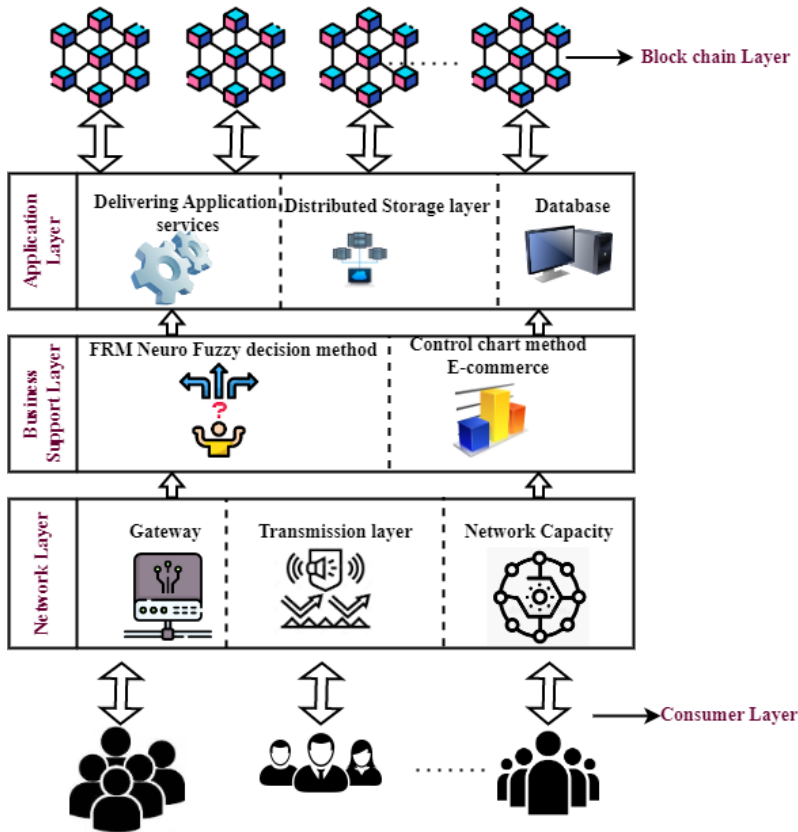 Block chain Layer
Application
Layer
Delivering Application
services
Distributed Storage layer
Database
Business
Support Layer
FRM Neuro Fuzzy decision method
?
Control chart method
E-commerce
Network Layer
Gateway
Transmission layer
Network Capacity
Consumer Layer